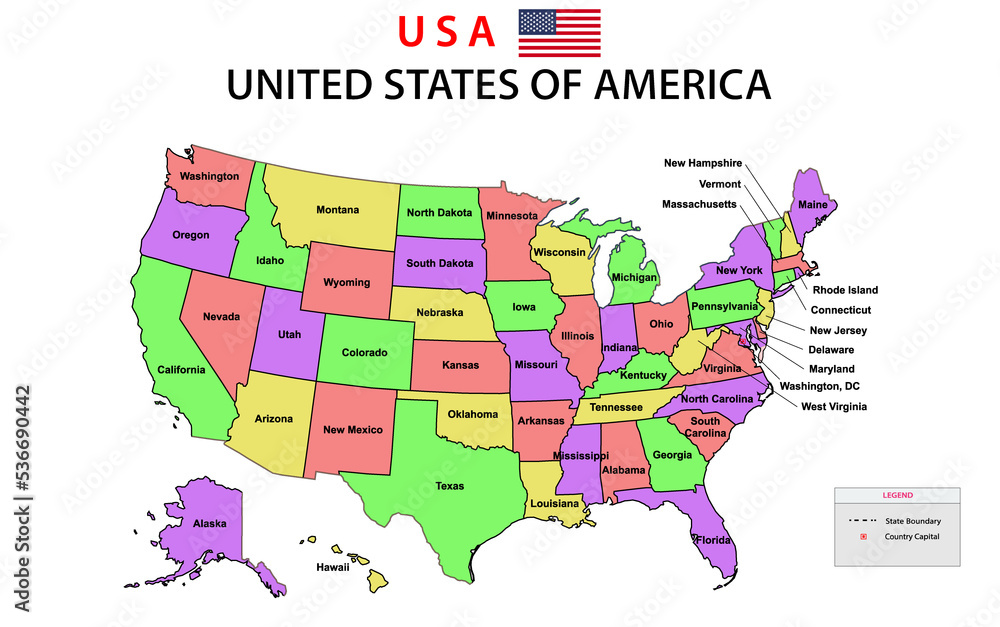 USA
UNITED STATES OF AMERICA
Washington
Montana
North Dakota
Minnesota
New Hampshire
Vermont
Massachusetts
Maine
Oregon
Idaho
Wyoming
South Dakota
Wisconsin
Michigan
New York
Rhode Island
Connecticut
Nevada
Utah
Colorado
Nebraska
Iowa
Illinois
Indiana
Ohio
Pennsylvania
New Jersey
Delaware
Maryland
Washington, DC
West Virginia
California
Kansas
Missouri
Kentucky
Virginia
Arizona
New Mexico
Oklahoma
Arkansas
Tennessee
North Carolina
South
Carolina
Texas
Louisiana
Mississippi
Alabama
Georgia
Florida
Alaska
Hawaii
LEGEND
State Boundary
Country Capital
Adobe Stock | #536690442
Adobe Stock